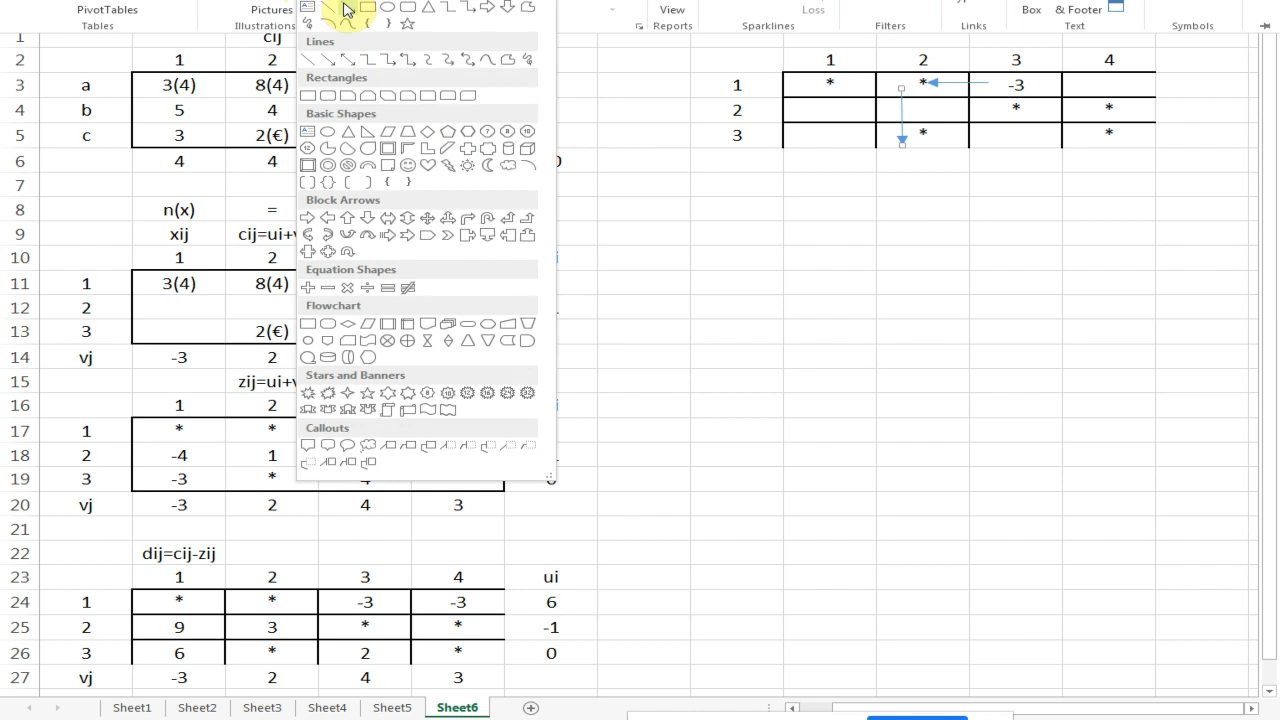 PivotTables Pictures View Loss Box & Footer
Tables Illustrations Reports Sparklines Filters Links Text Symbols
1 cij
2 1 2 1 2 3 4
3 a 3(4) 8(4) 1 * * -3
4 b 5 4 2 * *
5 c 3 2(€) 3 * *
6 4 4 0
7
8 n(x) =
9 xij cij=ui+v
10 1 2 i
11 1 3(4) 8(4)
12 2
13 3 2(€)
14 vj -3 2
15 zij=ui+v
16 1 2 i
17 1 * *
18 2 -4 1
19 3 -3 * 4 0
20 vj -3 2 4 3
21
22 dij=cij-zij
23 1 2 3 4 ui
24 1 * * -3 -3 6
25 2 9 3 * * -1
26 3 6 * 2 * 0
27 vj -3 2 4 3
Lines
Rectangles
Basic Shapes
Block Arrows
Equation Shapes
Flowchart
Stars and Banners
Callouts
Sheet1 Sheet2 Sheet3 Sheet4 Sheet5 Sheet6